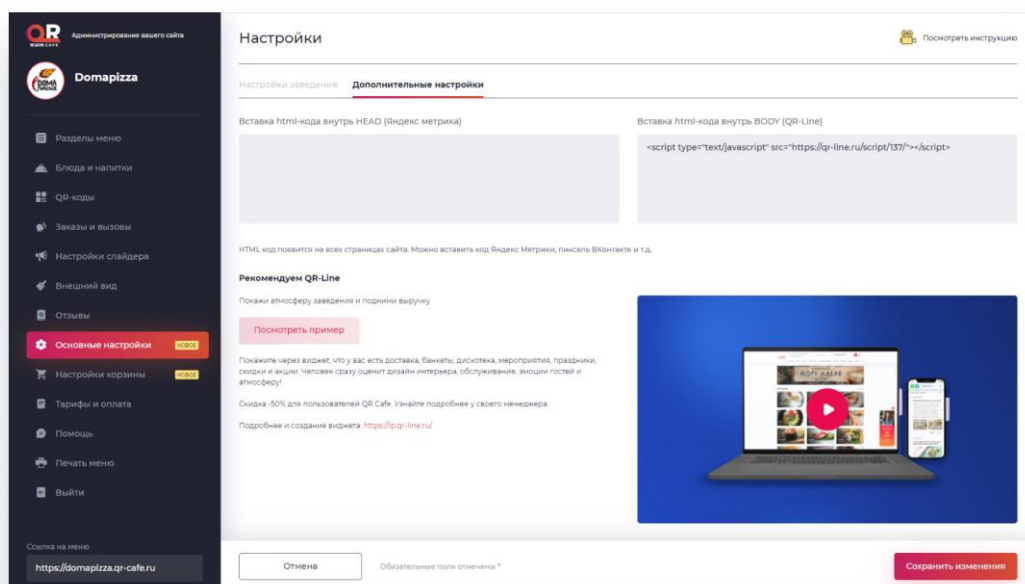 QR
Администрирование вашего сайта
Настройки
Посмотреть инструкцию
Domapizza
Настройки заведения
Дополнительные настройки
Вставка html-кода внутрь HEAD (Яндекс метрика)
Вставка html-кода внутрь BODY (QR-Line)
<script type="text/javascript" src="https://qr-line.ru/script/137/"></script>
Разделы меню
Блюда и напитки
QR-коды
Заказы и вызовы
Настройки слайдера
Внешний вид
Отзывы
Основные настройки НОВОЕ
Настройки корзины НОВОЕ
Тарифы и оплата
Помощь
Печать меню
Выйти
Ссылка на меню
https://domapizza.qr-cafe.ru
HTML код появится на всех страницах сайта. Можно вставить код Яндекс Метрики, пиксель ВКонтакте и т.д.
Рекомендуем QR-Line
Покажи атмосферу заведения и подними выручку
Посмотреть пример
Покажите через виджет, что у вас есть доставка, банкеты, дискотека, мероприятия, праздники,
скидки и акции. Человек сразу оценит дизайн интерьера, обслуживание, эмоции гостей и
атмосферу!
Скидка -50% для пользователей QR Cafe. Узнайте подробнее у своего менеджера.
Подробнее и создание виджета: https://lp.qr-line.ru/
Отмена
Обязательные поля отмечены *
Сохранить изменения